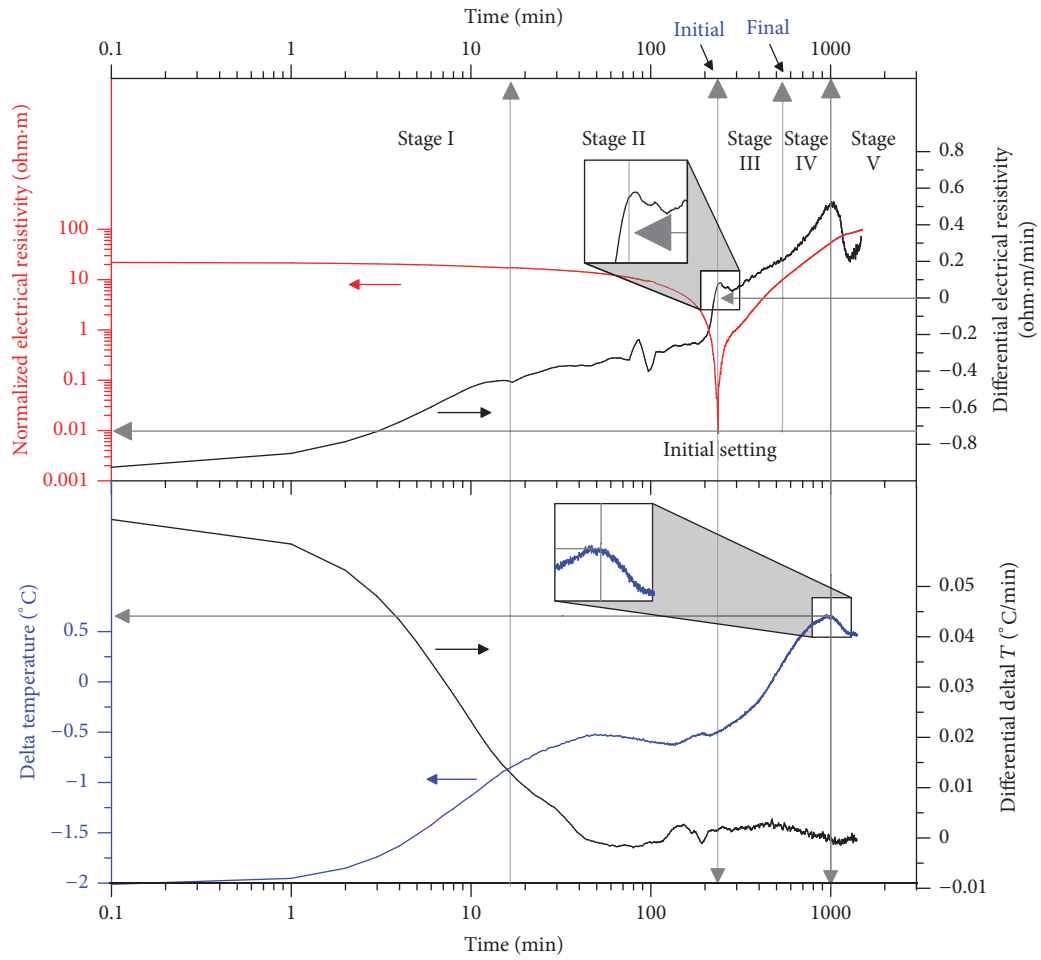 Time (min)
Initial
Final
0.1
1
10
100
1000
Normalized electrical resistivity (ohm·m)
100
10
1
0.1
0.01
0.001
Stage I
Stage II
Stage
III
Stage
IV
Stage
V
Initial setting
0.8
0.6
0.4
0.2
0
−0.2
−0.4
−0.6
−0.8
Differential electrical resistivity
(ohm·m/min)
Delta temperature (°C)
0.5
0
−0.5
−1
−1.5
−2
0.05
0.04
0.03
0.02
0.01
0
−0.01
Differential deltal T (°C/min)
0.1
1
10
100
1000
Time (min)